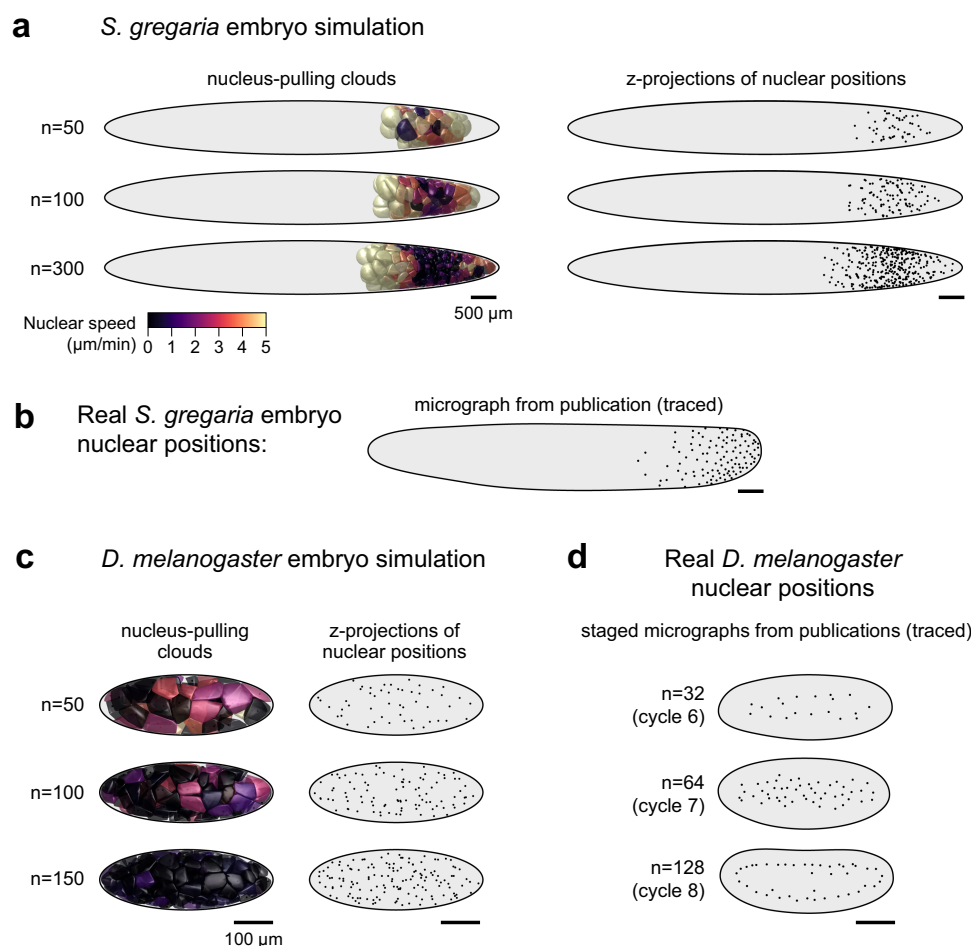 a S. gregaria embryo simulation
nucleus-pulling clouds
z-projections of nuclear positions
n=50
n=100
n=300
500 µm
Nuclear speed
(µm/min)
0 1 2 3 4 5
b Real S. gregaria embryo
nuclear positions:
micrograph from publication (traced)
c D. melanogaster embryo simulation
nucleus-pulling
clouds
z-projections of
nuclear positions
n=50
n=100
n=150
100 µm
d Real D. melanogaster
nuclear positions
staged micrographs from publications (traced)
n=32
(cycle 6)
n=64
(cycle 7)
n=128
(cycle 8)